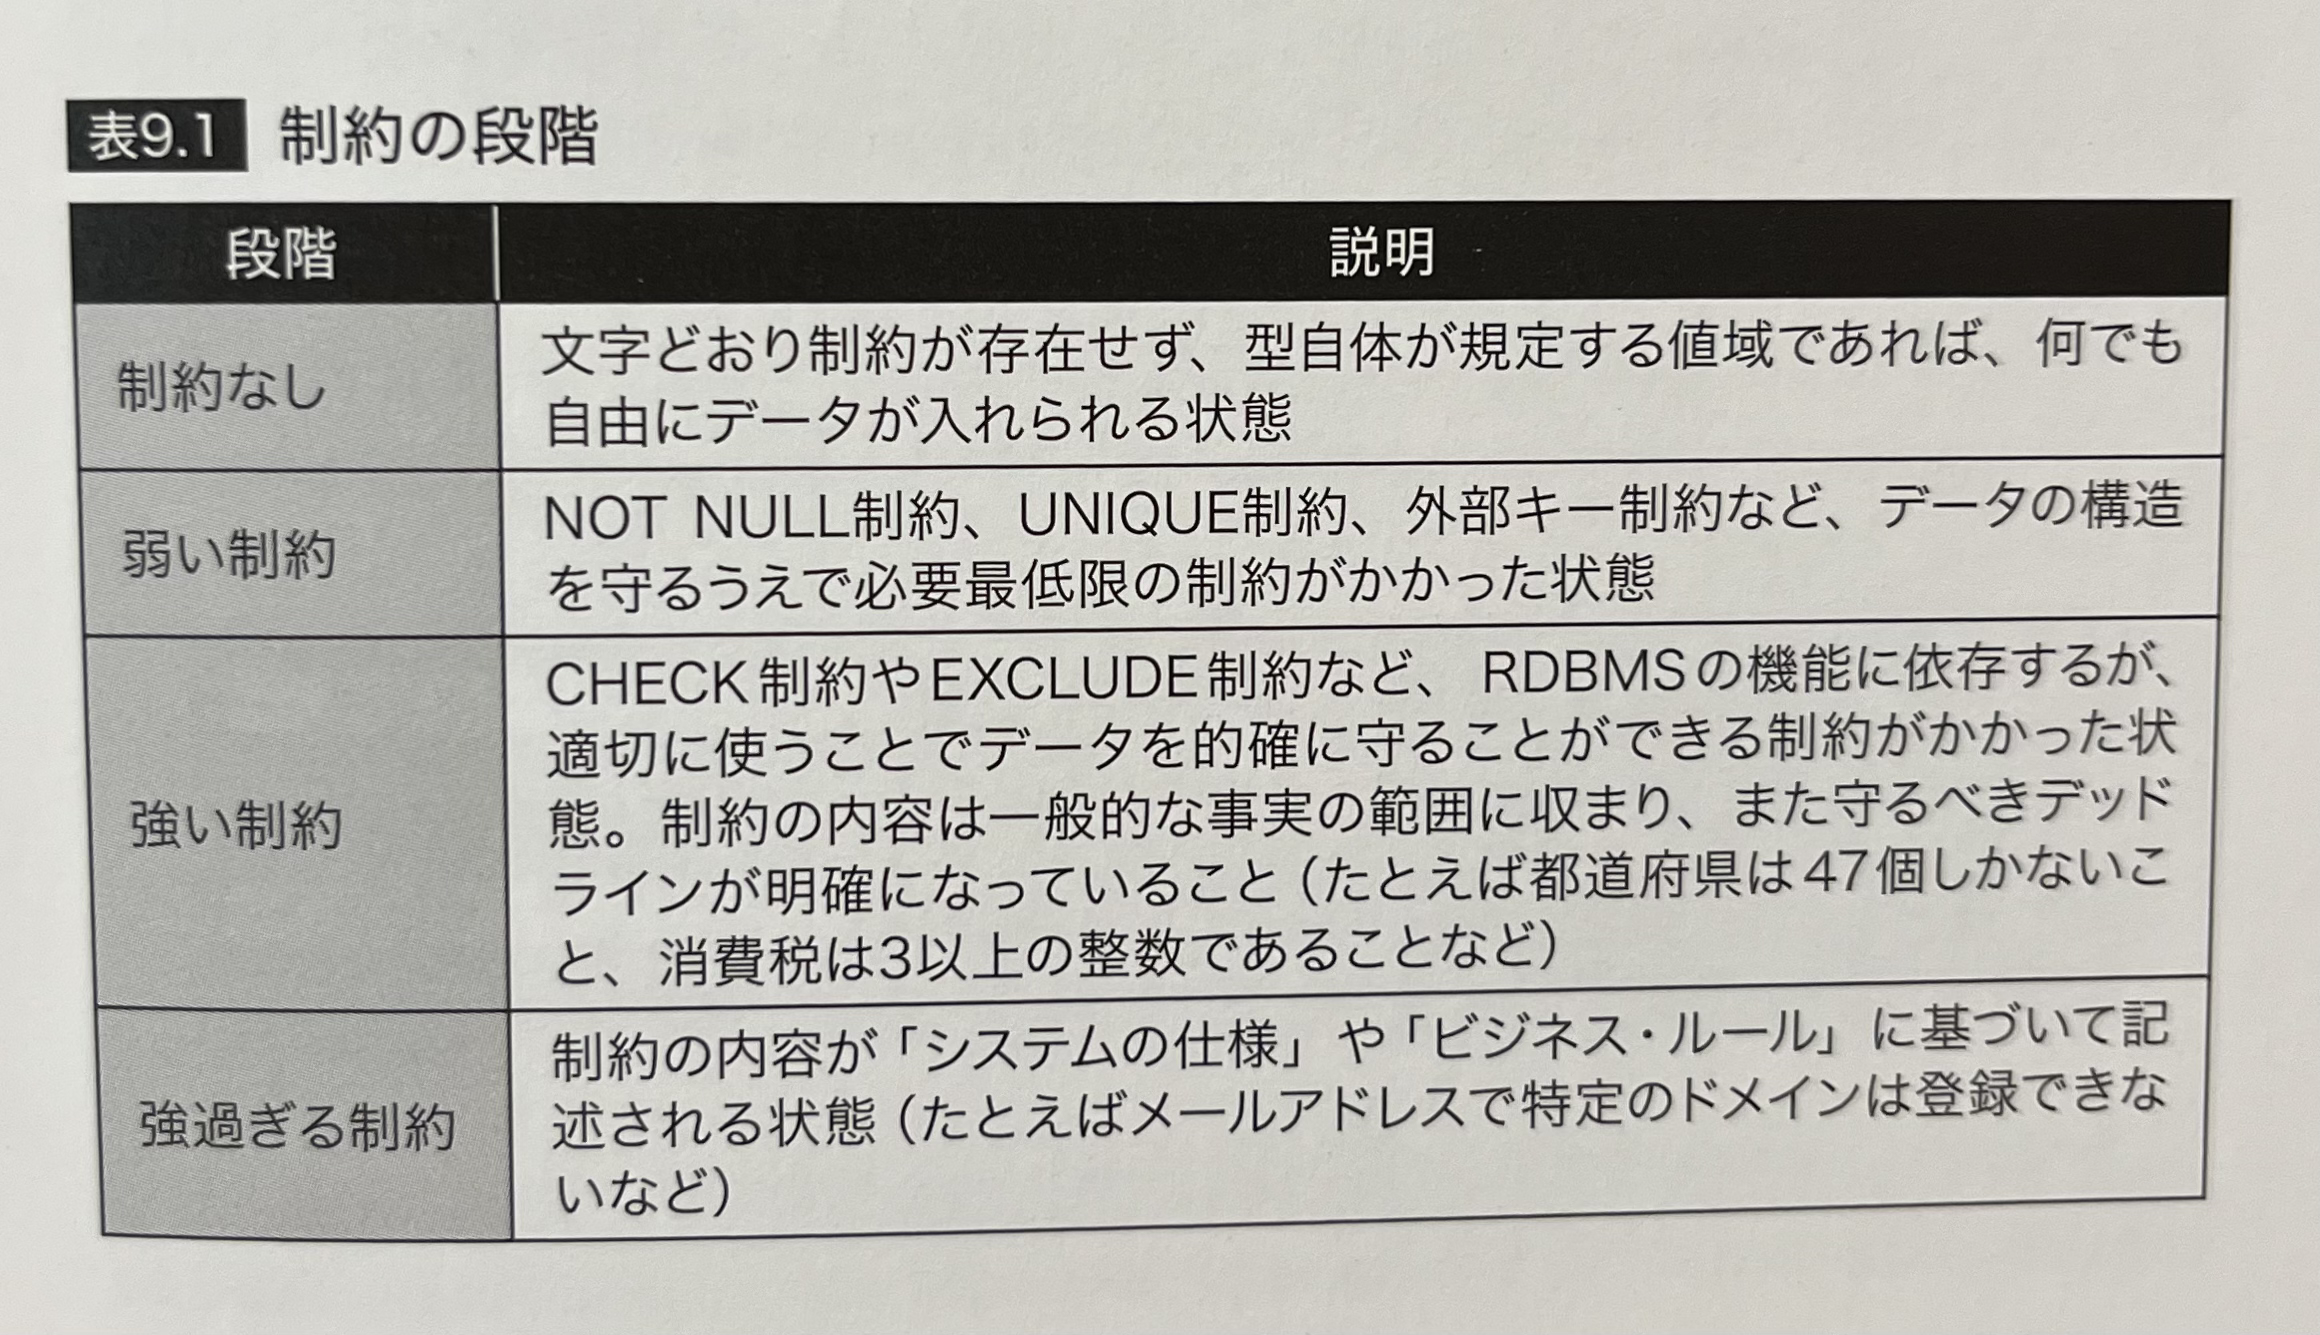 表9.1 制約の段階
段階 説明
制約なし
文字どおり制約が存在せず、型自体が規定する値域であれば、何でも
自由にデータが入れられる状態
弱い制約
NOT NULL制約、UNIQUE制約、外部キー制約など、データの構造
を守るうえで必要最低限の制約がかかった状態
強い制約
CHECK制約やEXCLUDE制約など、RDBMSの機能に依存するが、
適切に使うことでデータを的確に守ることができる制約がかかった状
態。制約の内容は一般的な事実の範囲に収まり、また守るべきデッド
ラインが明確になっていること（たとえば都道府県は47個しかないこ
と、消費税は3以上の整数であることなど）
強過ぎる制約
制約の内容が「システムの仕様」や「ビジネス・ルール」に基づいて記
述される状態（たとえばメールアドレスで特定のドメインは登録できな
いなど）